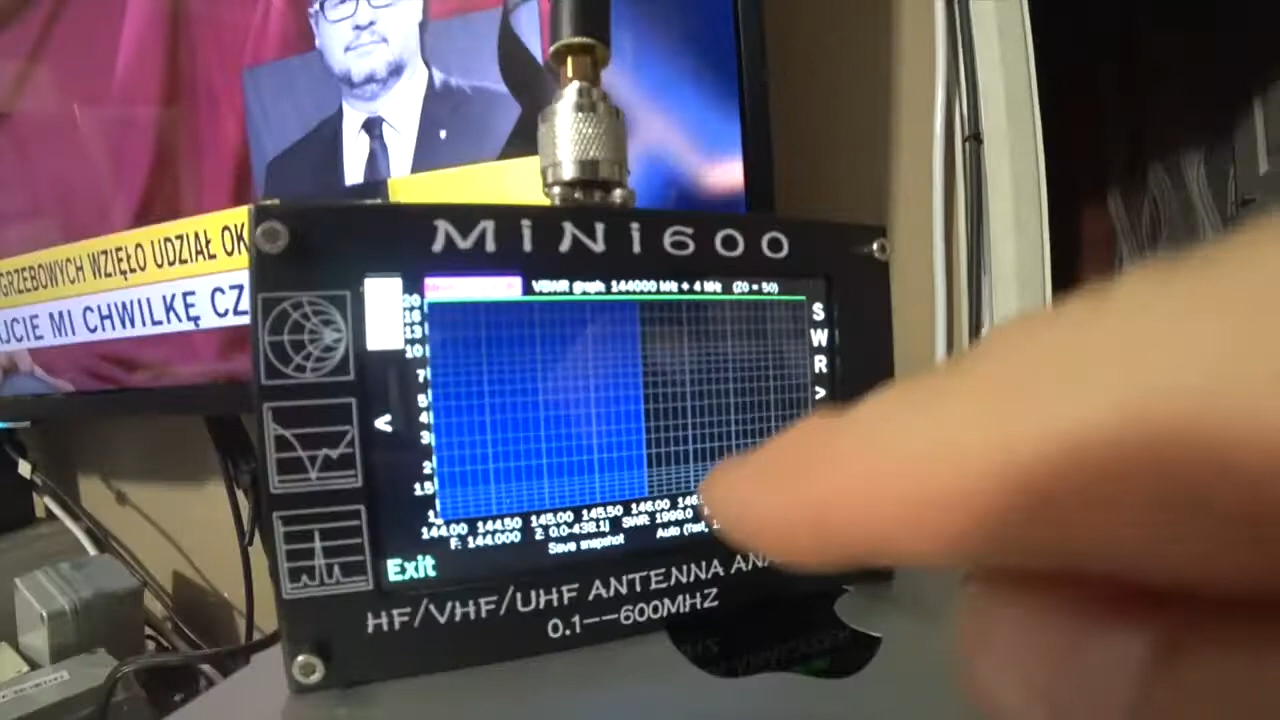 GRZEBOWYCH WZIĘŁO UDZIAŁ OK
JCIE MI CHWILKĘ CZ
MiNi600
VSWR graph: 144000 kHz + 4 kHz (Z0 = 50)
20
16
13
10
7
5
4
3
2
1.5
1
S
W
R
>
<
144.00 144.50 145.00 145.50 146.00 146.
F: 144.000 Z: 0.0-438.1j SWR: 1999.0
Save snapshot Auto (fast,
Exit
HF/VHF/UHF ANTENNA ANA
0.1--600MHZ